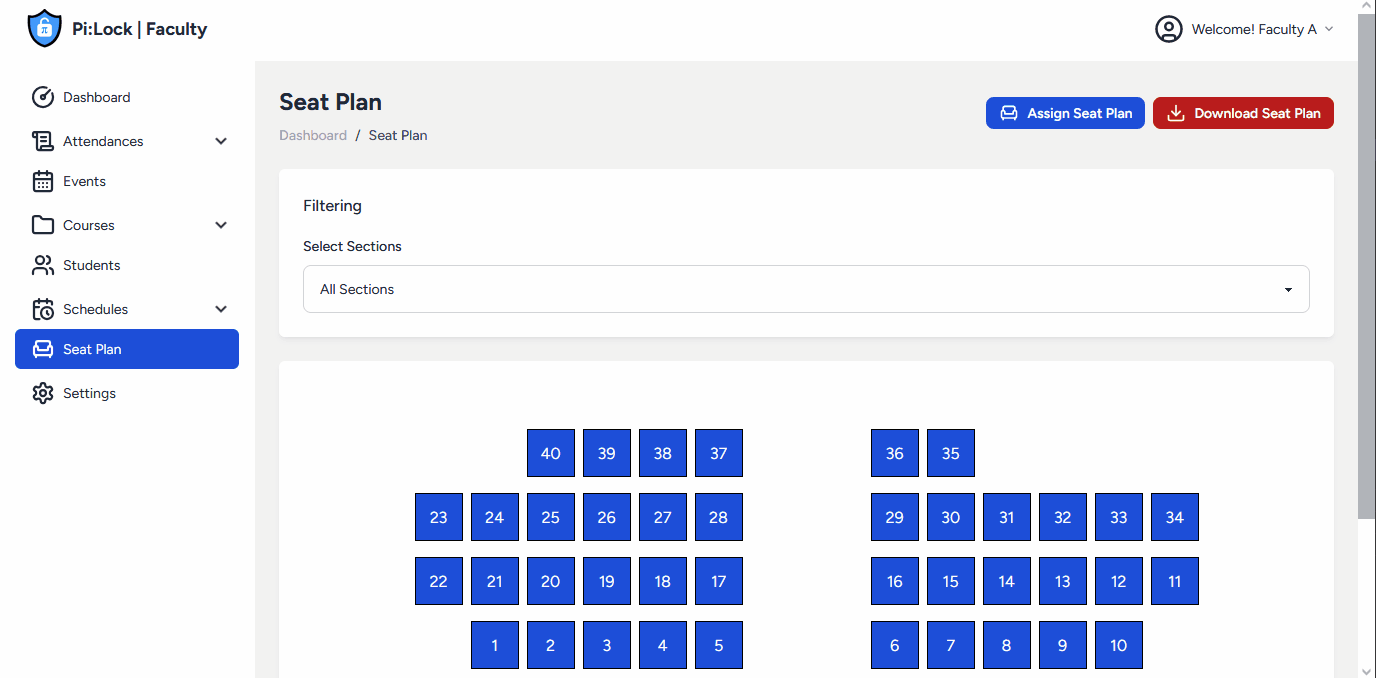 Pi:Lock | Faculty
Welcome! Faculty A
Dashboard
Attendances
Events
Courses
Students
Schedules
Seat Plan
Settings
Seat Plan
Dashboard / Seat Plan
Assign Seat Plan
Download Seat Plan
Filtering
Select Sections
All Sections
40 39 38 37 36 35
23 24 25 26 27 28 29 30 31 32 33 34
22 21 20 19 18 17 16 15 14 13 12 11
1 2 3 4 5 6 7 8 9 10